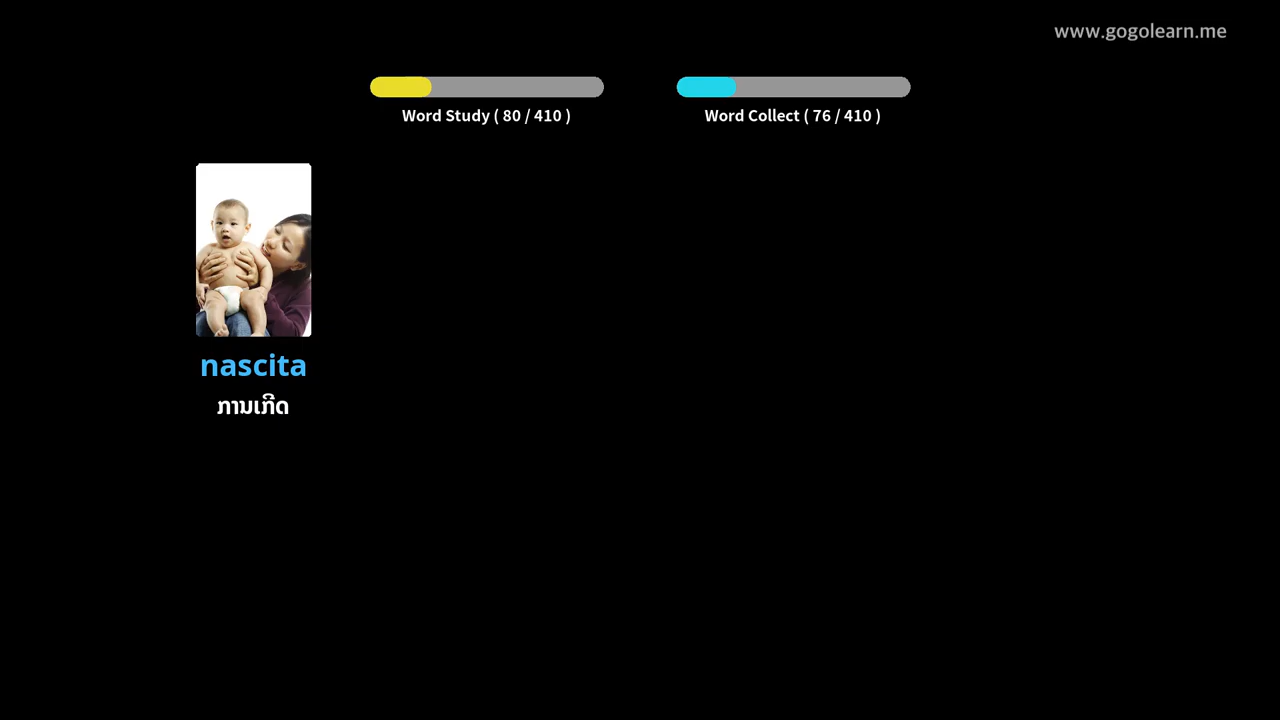 www.gogolearn.me
Word Study ( 80 / 410 )
Word Collect ( 76 / 410 )
nascita
ການເກີດ